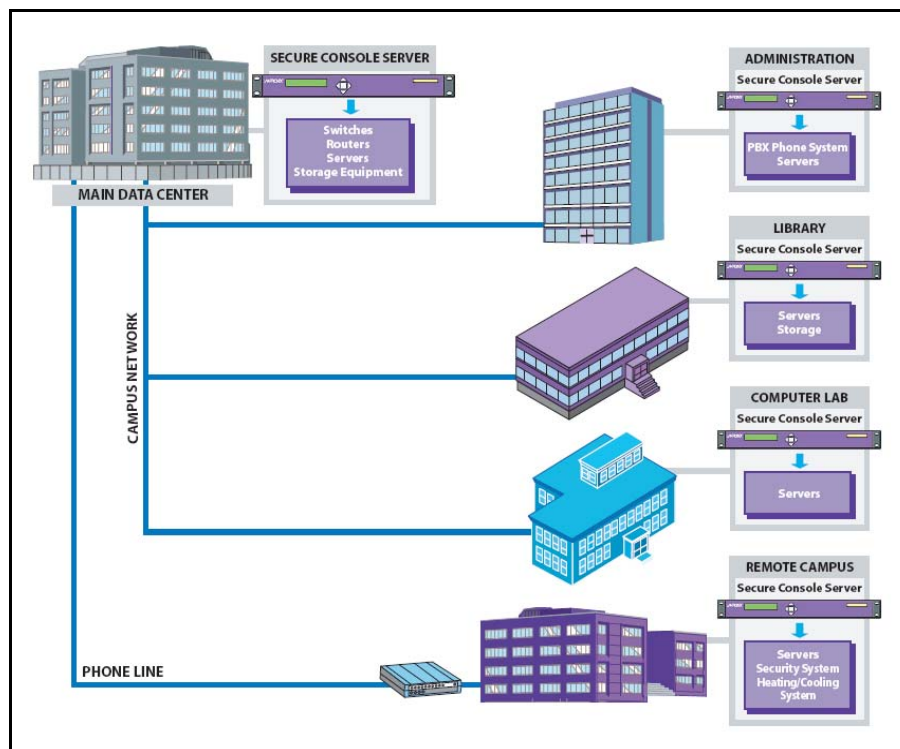 SECURE CONSOLE SERVER
Switches
Routers
Servers
Storage Equipment
MAIN DATA CENTER
ADMINISTRATION
Secure Console Server
PBX Phone System
Servers
LIBRARY
Secure Console Server
Servers
Storage
CAMPUS NETWORK
COMPUTER LAB
Secure Console Server
Servers
REMOTE CAMPUS
Secure Console Server
Servers
Security System
Heating/Cooling
System
PHONE LINE